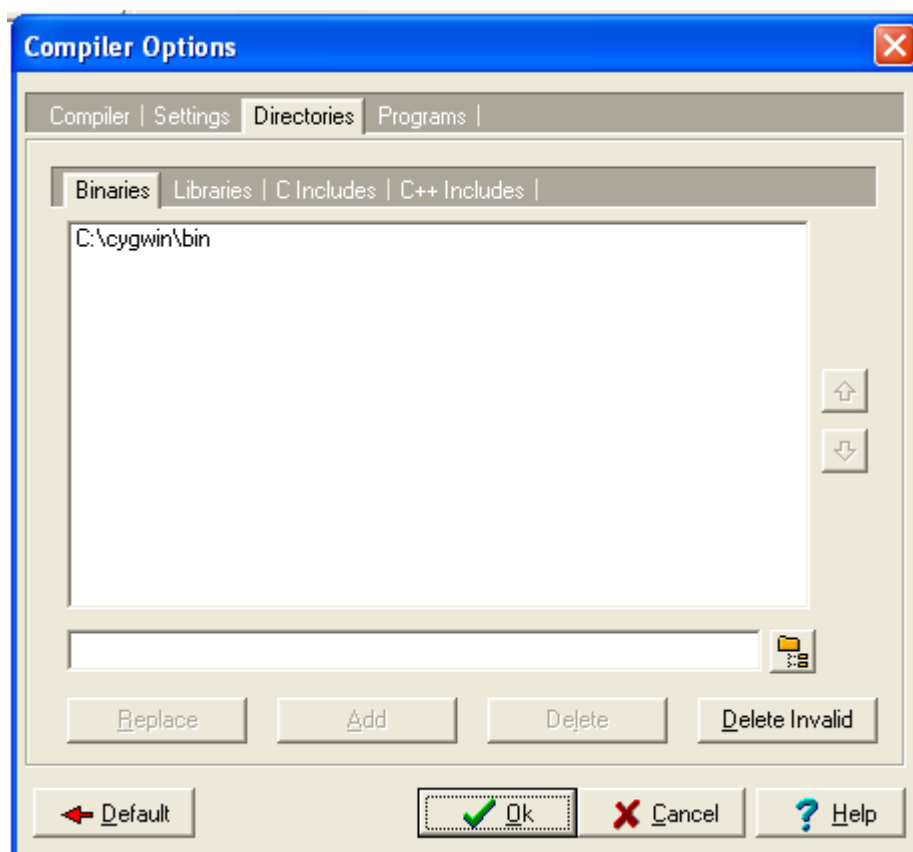 Compiler Options
Compiler | Settings Directories Programs |
Binaries Libraries | C Includes | C++ Includes |
C:\cygwin\bin
Replace Add Delete Delete Invalid
Default Ok Cancel ? Help